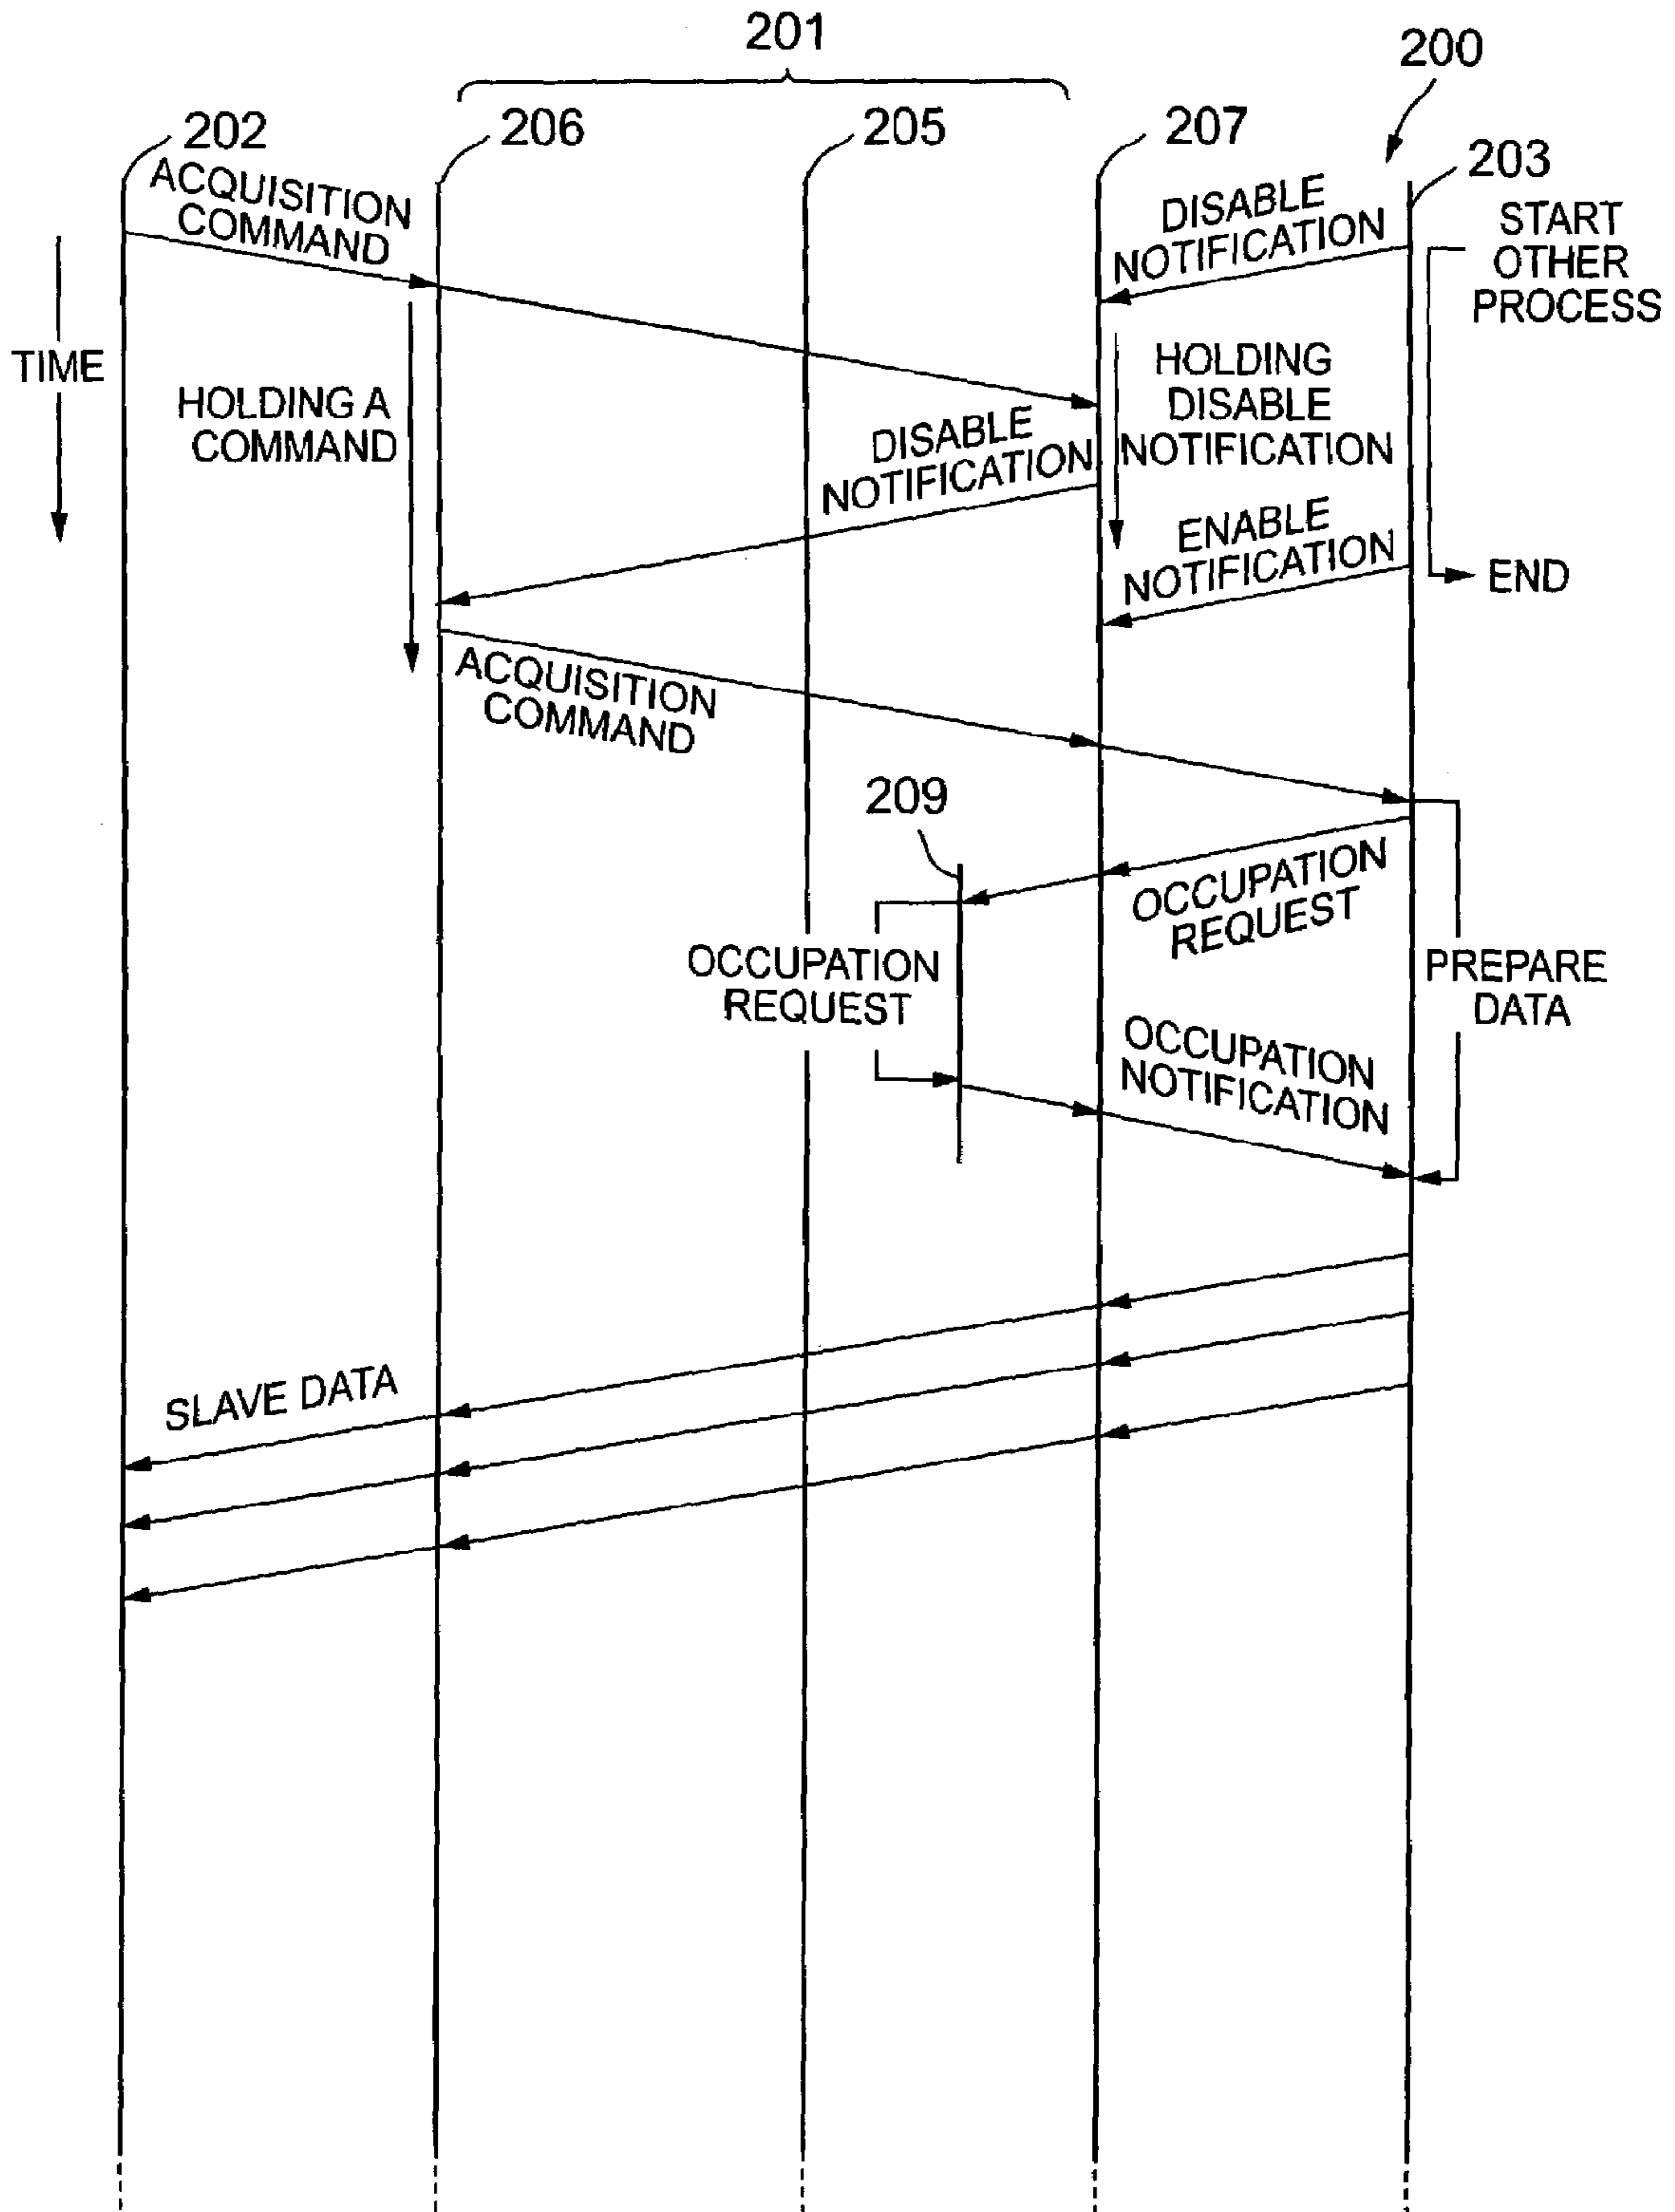 201
200
202
206
205
207
203
ACQUISITION
COMMAND
DISABLE
NOTIFICATION
START
OTHER
PROCESS
TIME
HOLDING A
COMMAND
HOLDING
DISABLE
NOTIFICATION
DISABLE
NOTIFICATION
ENABLE
NOTIFICATION
END
ACQUISITION
COMMAND
209
OCCUPATION
REQUEST
OCCUPATION
REQUEST
PREPARE
DATA
OCCUPATION
NOTIFICATION
SLAVE DATA